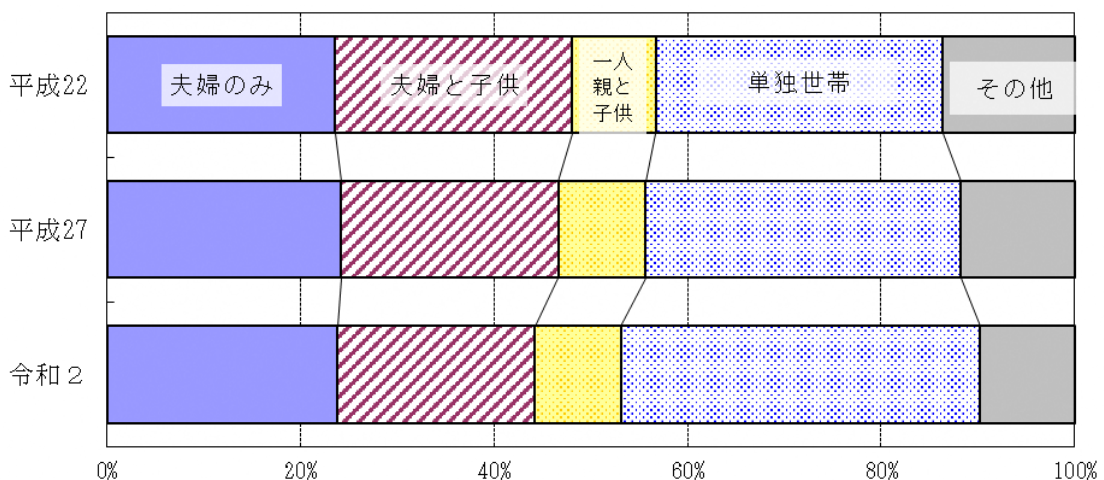 平成22
夫婦のみ
夫婦と子供
一人
親と
子供
単独世帯
その他
平成27
令和２
0%
20%
40%
60%
80%
100%